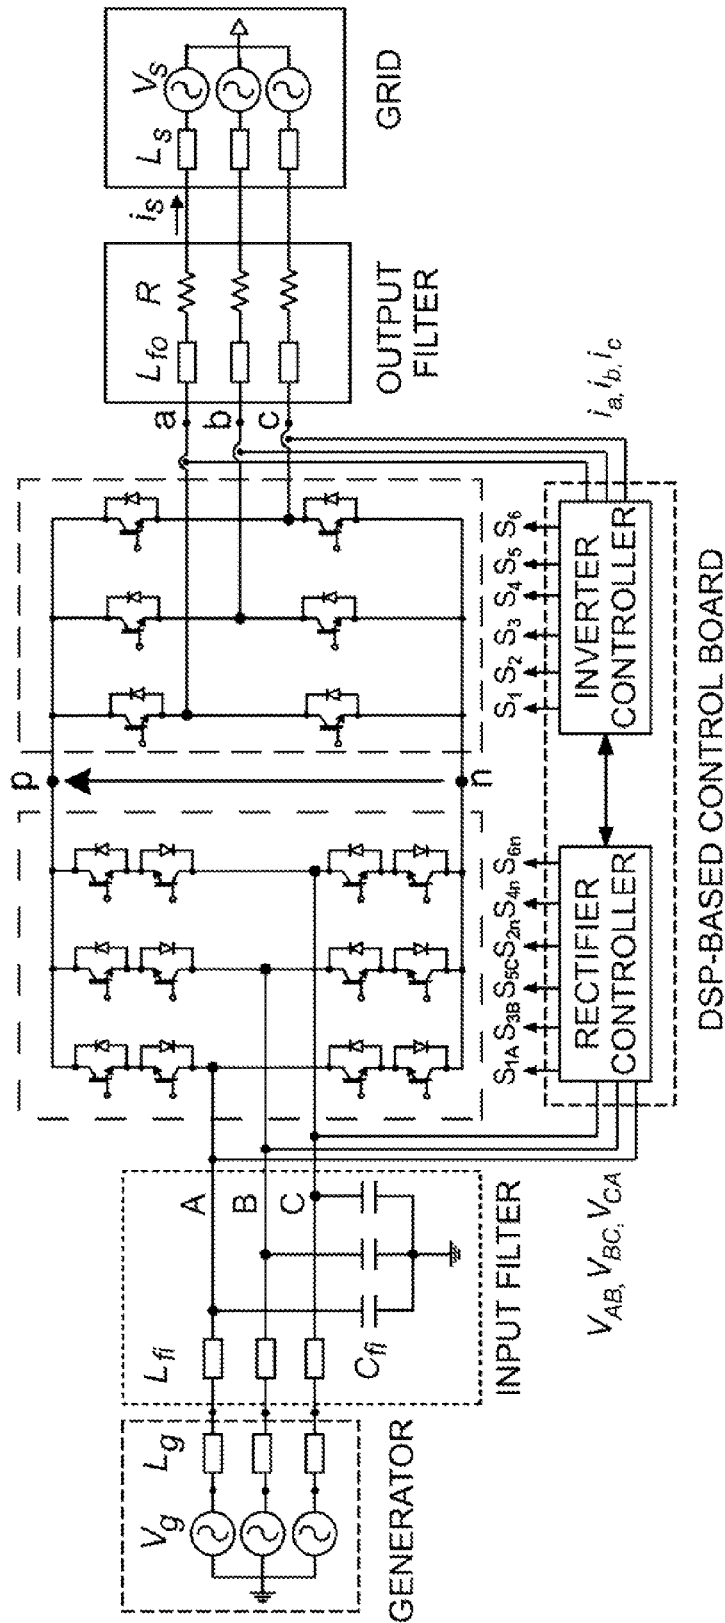 V_g L_g
GENERATOR
L_fi
A
B
C
C_fi
INPUT FILTER
V_AB, V_BC, V_CA
p
n
S_1A S_3B S_5C S_2n S_4n S_6n
RECTIFIER
CONTROLLER
S_1 S_2 S_3 S_4 S_5 S_6
INVERTER
CONTROLLER
DSP-BASED CONTROL BOARD
i_a, i_b, i_c
a
b
c
L_fo R
OUTPUT
FILTER
i_s
L_s V_s
GRID